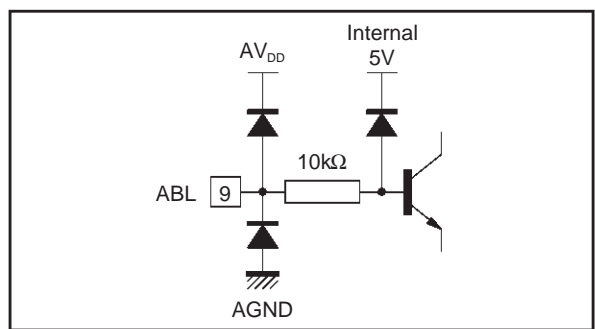 Internal
5V
AVDD
10kΩ
ABL 9
AGND